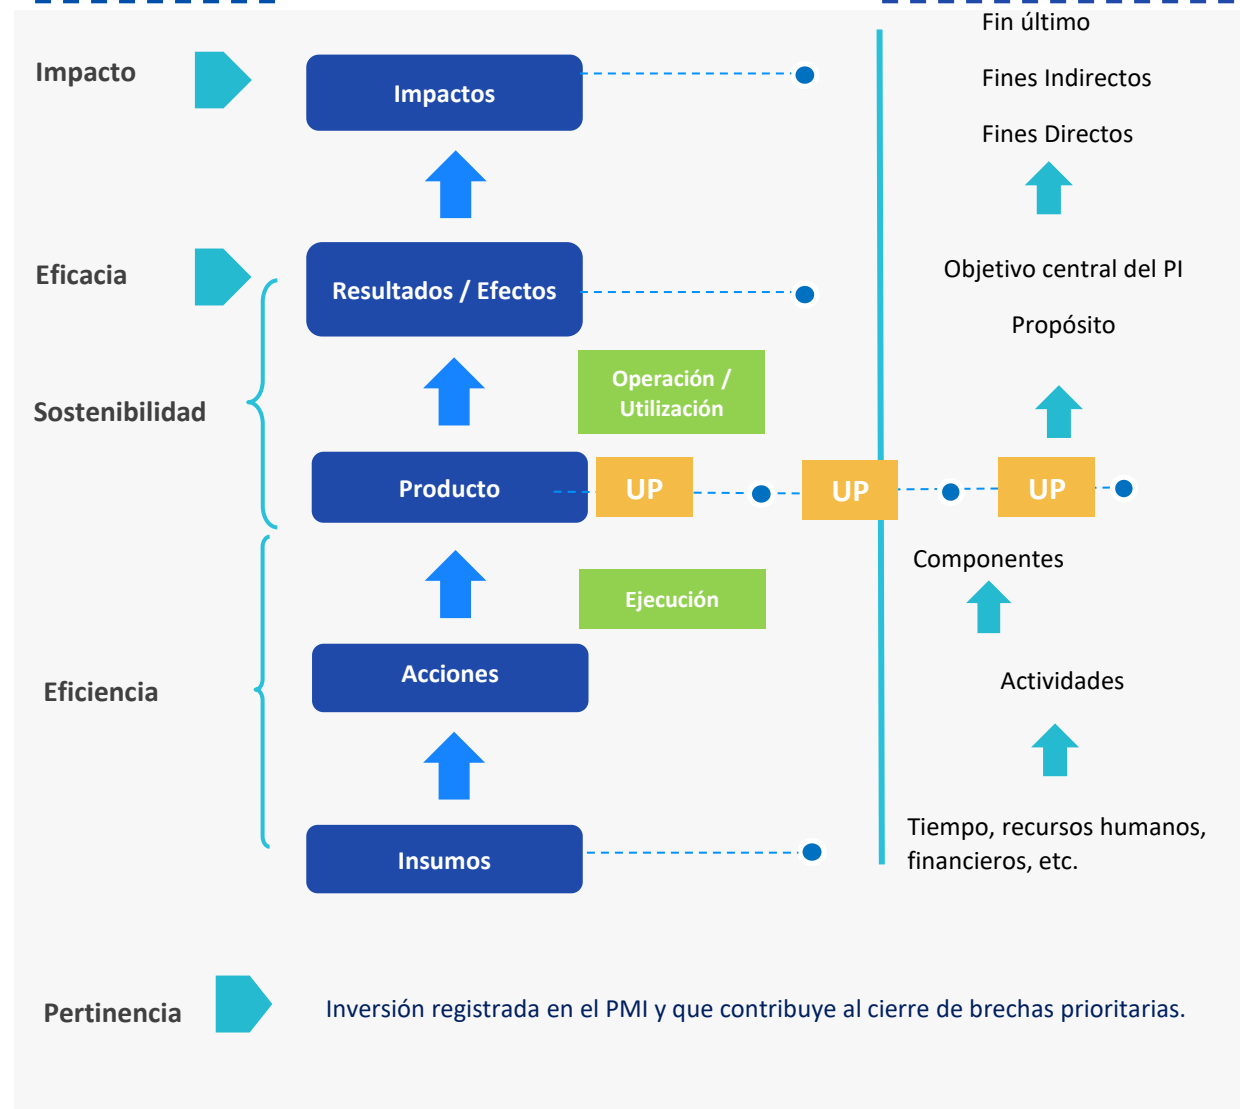 Fin último
Impacto
Impactos
Fines Indirectos
Fines Directos
Eficacia
Resultados / Efectos
Objetivo central del PI
Propósito
Operación /
Utilización
Sostenibilidad
Producto
UP
UP
UP
Componentes
Ejecución
Acciones
Actividades
Eficiencia
Insumos
Tiempo, recursos humanos,
financieros, etc.
Pertinencia
Inversión registrada en el PMI y que contribuye al cierre de brechas prioritarias.